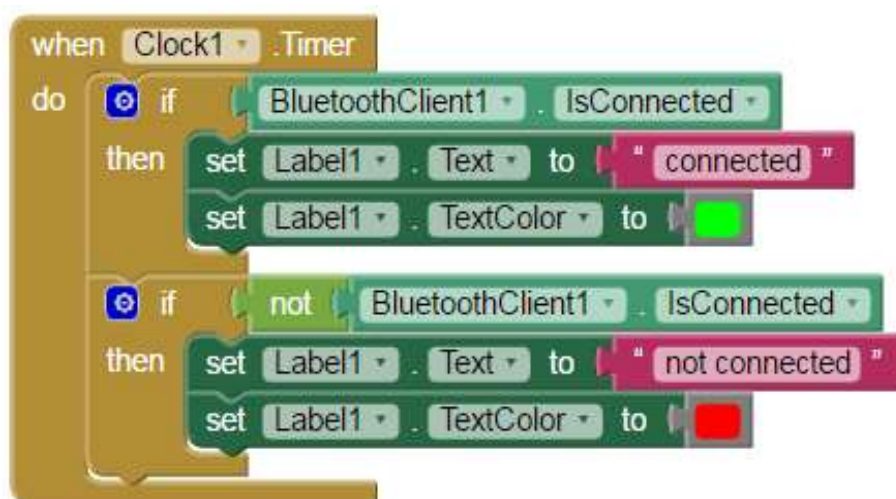 when Clock1 .Timer
do if BluetoothClient1 . IsConnected
then set Label1 . Text to " connected "
set Label1 . TextColor to
if not BluetoothClient1 . IsConnected
then set Label1 . Text to " not connected "
set Label1 . TextColor to